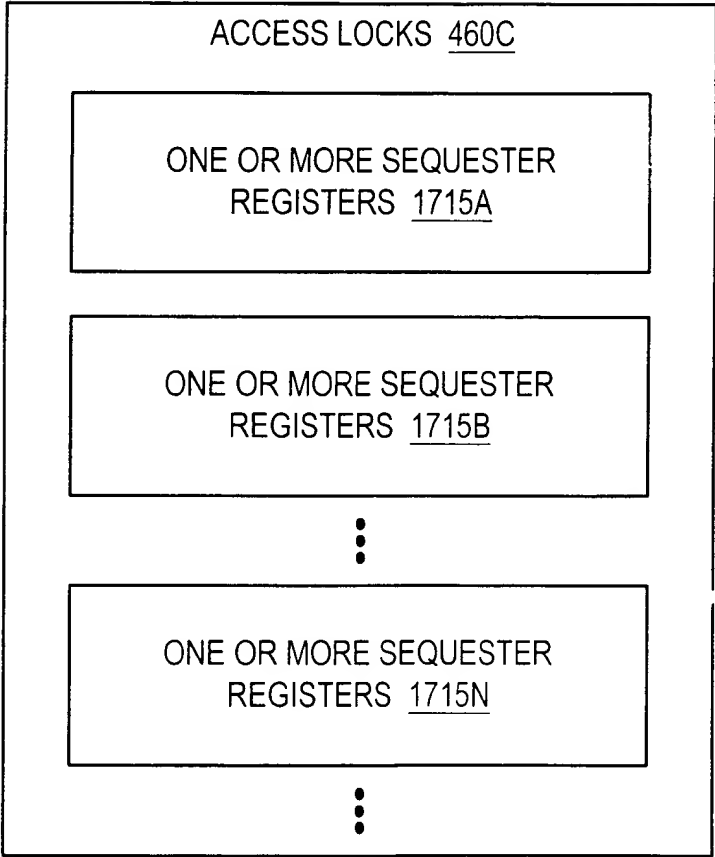 ACCESS LOCKS 460C
ONE OR MORE SEQUESTER
REGISTERS 1715A
ONE OR MORE SEQUESTER
REGISTERS 1715B
ONE OR MORE SEQUESTER
REGISTERS 1715N